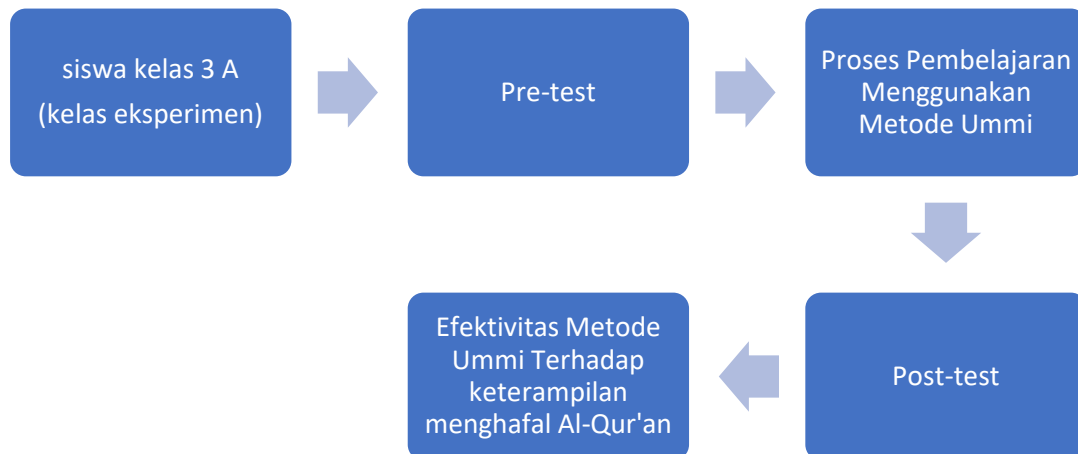 siswa kelas 3 A
(kelas eksperimen)
Pre-test
Proses Pembelajaran
Menggunakan
Metode Ummi
Post-test
Efektivitas Metode
Ummi Terhadap
keterampilan
menghafal Al-Qur'an